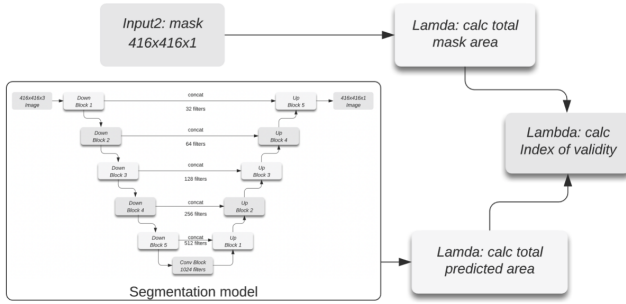 Input2: mask
416x416x1
Lamda: calc total
mask area
416x416x3
Image
Down
Block 1
concat
32 filters
Up
Block 5
416x416x1
Image
Down
Block 2
concat
64 filters
Up
Block 4
Lambda: calc
Index of validity
Down
Block 3
concat
128 filters
Up
Block 3
Down
Block 4
concat
256 filters
Up
Block 2
Down
Block 5
concat
512 filters
Up
Block 1
Conv Block
1024 filters
Lamda: calc total
predicted area
Segmentation model